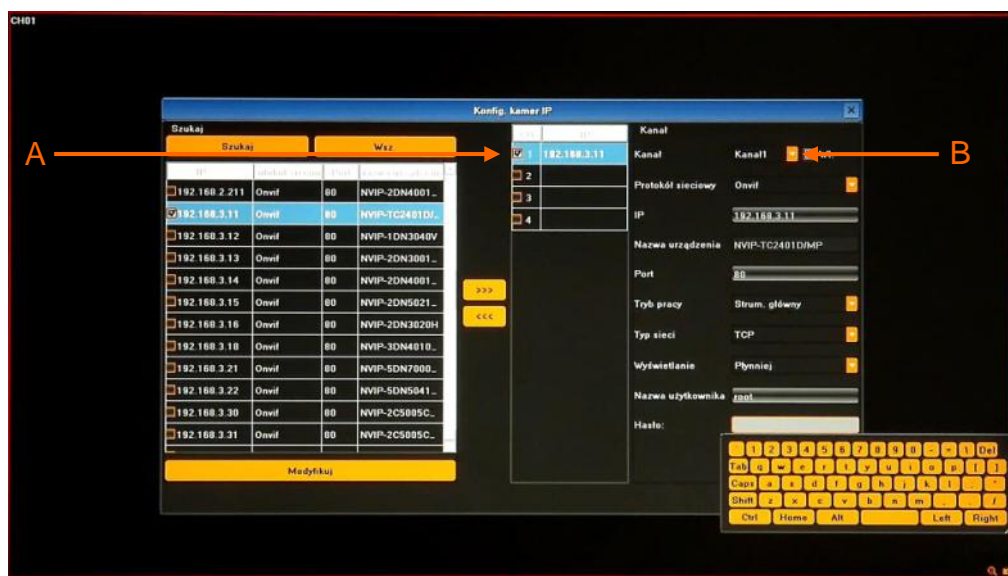 CH01
Konfig. kamer IP
Szukaj
Szukaj Wsz
IP Port
192.168.2.211 Onvif 80 NVIP-2DN4001_
192.168.3.11 Onvif 80 NVIP-TC2401D/_
192.168.3.12 Onvif 80 NVIP-1DN3040V
192.168.3.13 Onvif 80 NVIP-2DN3001_
192.168.3.14 Onvif 80 NVIP-2DN4001_
192.168.3.15 Onvif 80 NVIP-2DN5021_
192.168.3.16 Onvif 80 NVIP-2DN3020H
192.168.3.18 Onvif 80 NVIP-3DN4010_
192.168.3.21 Onvif 80 NVIP-5DN7000_
192.168.3.22 Onvif 80 NVIP-5DN5041_
192.168.3.30 Onvif 80 NVIP-2C5005C_
192.168.3.31 Onvif 80 NVIP-2C5005C_
Modyfikuj
>>>
<<<
A
IP
1 192.168.3.11
2
3
4
Kanał
Kanał Kanał1
B
Protokół sieciowy Onvif
IP 192.168.3.11
Nazwa urządzenia NVIP-TC2401D/MP
Port 80
Tryb pracy Strum. główny
Typ sieci TCP
Wyświetlanie Płynniej
Nazwa użytkownika root
Hasło:
` 1 2 3 4 5 6 7 8 9 0 - = \ Del
Tab q w e r t y u i o p [ ]
Caps a s d f g h j k l ; '
Shift z x c v b n m , . /
Ctrl Home Alt Left Right